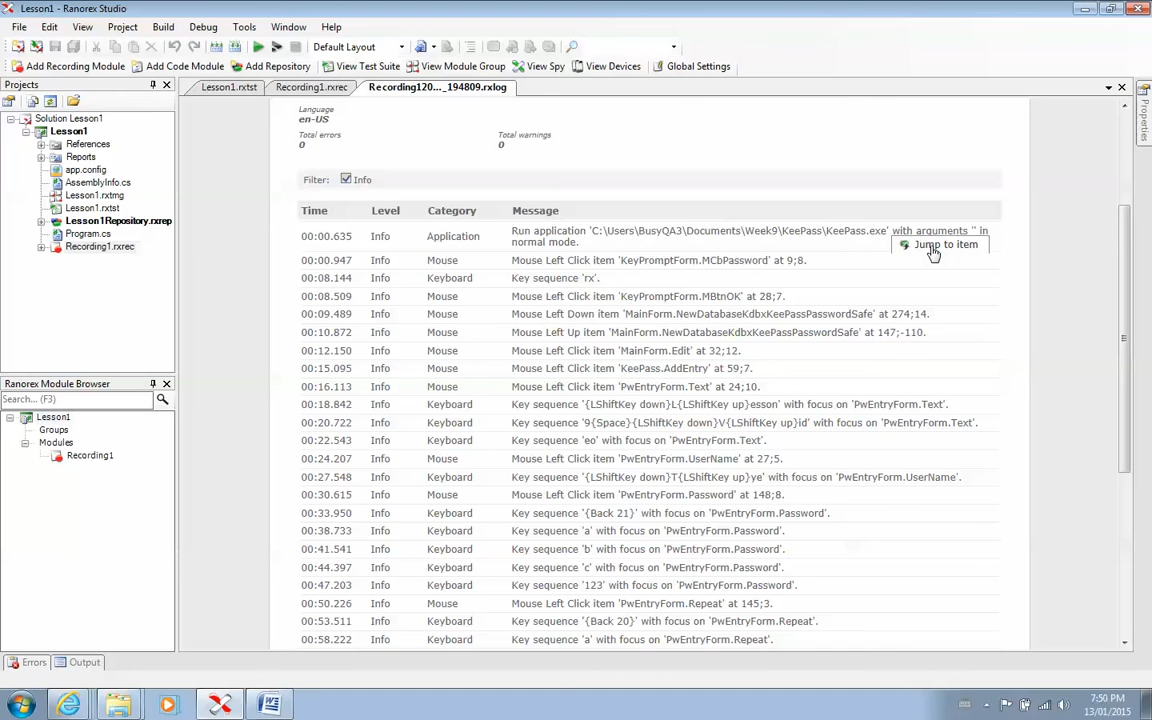 Lesson1 - Ranorex Studio
File Edit View Project Build Debug Tools Window Help
Default Layout
Add Recording Module Add Code Module Add Repository View Test Suite View Module Group View Spy View Devices Global Settings
Projects
Lesson1.rxtst Recording1.rxrec Recording120..._194809.rxlog
Properties
Solution Lesson1
Lesson1
References
Reports
app.config
AssemblyInfo.cs
Lesson1.rxtmg
Lesson1.rxtst
Lesson1Repository.rxrep
Program.cs
Recording1.rxrec
Ranorex Module Browser
Search... (F3)
Lesson1
Groups
Modules
Recording1
Language
en-US
Total errors Total warnings
0 0
Filter: Info
Time Level Category Message
00:00.635 Info Application Run application 'C:\Users\BusyQA3\Documents\Week9\KeePass\KeePass.exe' with arguments '' in
normal mode.
Jump to item
00:00.947 Info Mouse Mouse Left Click item 'KeyPromptForm.MCbPassword' at 9;8.
00:08.144 Info Keyboard Key sequence 'rx'.
00:08.509 Info Mouse Mouse Left Click item 'KeyPromptForm.MBtnOK' at 28;7.
00:09.489 Info Mouse Mouse Left Down item 'MainForm.NewDatabaseKdbxKeePassPasswordSafe' at 274;14.
00:10.872 Info Mouse Mouse Left Up item 'MainForm.NewDatabaseKdbxKeePassPasswordSafe' at 147;-110.
00:12.150 Info Mouse Mouse Left Click item 'MainForm.Edit' at 32;12.
00:15.095 Info Mouse Mouse Left Click item 'KeePass.AddEntry' at 59;7.
00:16.113 Info Mouse Mouse Left Click item 'PwEntryForm.Text' at 24;10.
00:18.842 Info Keyboard Key sequence '{LShiftKey down}L{LShiftKey up}esson' with focus on 'PwEntryForm.Text'.
00:20.722 Info Keyboard Key sequence '9{Space}{LShiftKey down}V{LShiftKey up}id' with focus on 'PwEntryForm.Text'.
00:22.543 Info Keyboard Key sequence 'eo' with focus on 'PwEntryForm.Text'.
00:24.207 Info Mouse Mouse Left Click item 'PwEntryForm.UserName' at 27;5.
00:27.548 Info Keyboard Key sequence '{LShiftKey down}T{LShiftKey up}ye' with focus on 'PwEntryForm.UserName'.
00:30.615 Info Mouse Mouse Left Click item 'PwEntryForm.Password' at 148;8.
00:33.950 Info Keyboard Key sequence '{Back 21}' with focus on 'PwEntryForm.Password'.
00:38.733 Info Keyboard Key sequence 'a' with focus on 'PwEntryForm.Password'.
00:41.541 Info Keyboard Key sequence 'b' with focus on 'PwEntryForm.Password'.
00:44.397 Info Keyboard Key sequence 'c' with focus on 'PwEntryForm.Password'.
00:47.203 Info Keyboard Key sequence '123' with focus on 'PwEntryForm.Password'.
00:50.226 Info Mouse Mouse Left Click item 'PwEntryForm.Repeat' at 145;3.
00:53.511 Info Keyboard Key sequence '{Back 20}' with focus on 'PwEntryForm.Repeat'.
00:58.222 Info Keyboard Key sequence 'a' with focus on 'PwEntryForm.Repeat'.
Errors Output
7:50 PM
13/01/2015